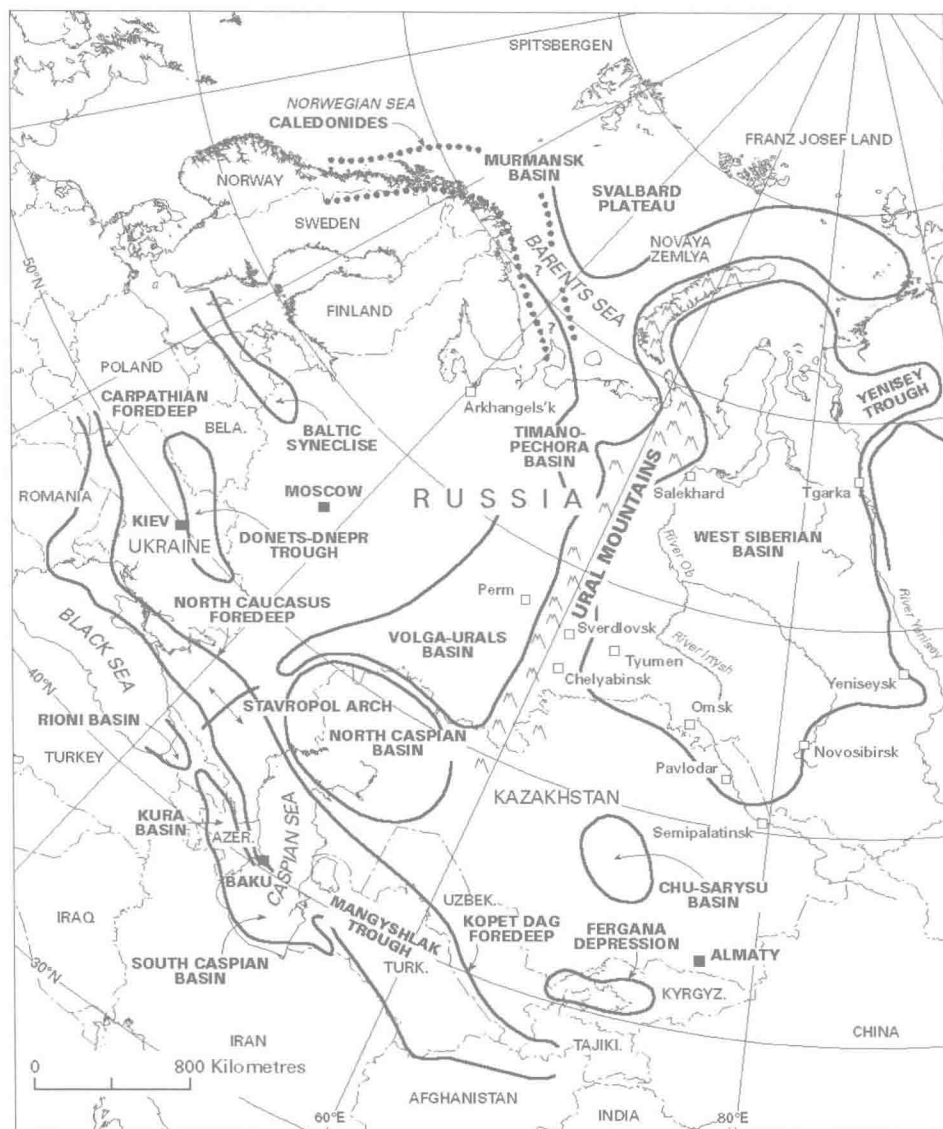 SPITSBERGEN
NORWEGIAN SEA
CALEDONIDES
FRANZ JOSEF LAND
MURMANSK
BASIN
NORWAY
SVALBARD
PLATEAU
SWEDEN
NOVAYA
ZEMLYA
BARENTS SEA
?
?
50°N
FINLAND
POLAND
YENISEY
TROUGH
CARPATHIAN
FOREDEEP
BELA.
BALTIC
SYNECLISE
Arkhangels'k
TIMANO-
PECHORA
BASIN
ROMANIA
MOSCOW
RUSSIA
URAL MOUNTAINS
Salekhard
Tgarka
KIEV
UKRAINE
DONETS-DNEPR
TROUGH
WEST SIBERIAN
BASIN
River Ob
River Yenisey
NORTH CAUCASUS
FOREDEEP
Perm
BLACK SEA
VOLGA-URALS
BASIN
Sverdlovsk
River Irtysh
Tyumen
Chelyabinsk
Yeniseysk
40°N
STAVROPOL ARCH
RIONI BASIN
NORTH CASPIAN
BASIN
Omsk
TURKEY
Novosibirsk
Pavlodar
KAZAKHSTAN
KURA
BASIN
AZER.
CASPIAN SEA
Semipalatinsk
BAKU
CHU-SARYSU
BASIN
IRAQ
MANGYSHLAK
TROUGH
UZBEK.
KOPET DAG
FOREDEEP
FERGANA
DEPRESSION
ALMATY
30°N
SOUTH CASPIAN
BASIN
TURK.
KYRGYZ.
IRAN
TAJIKI.
CHINA
0 800 Kilometres
AFGHANISTAN
INDIA
60°E
80°E